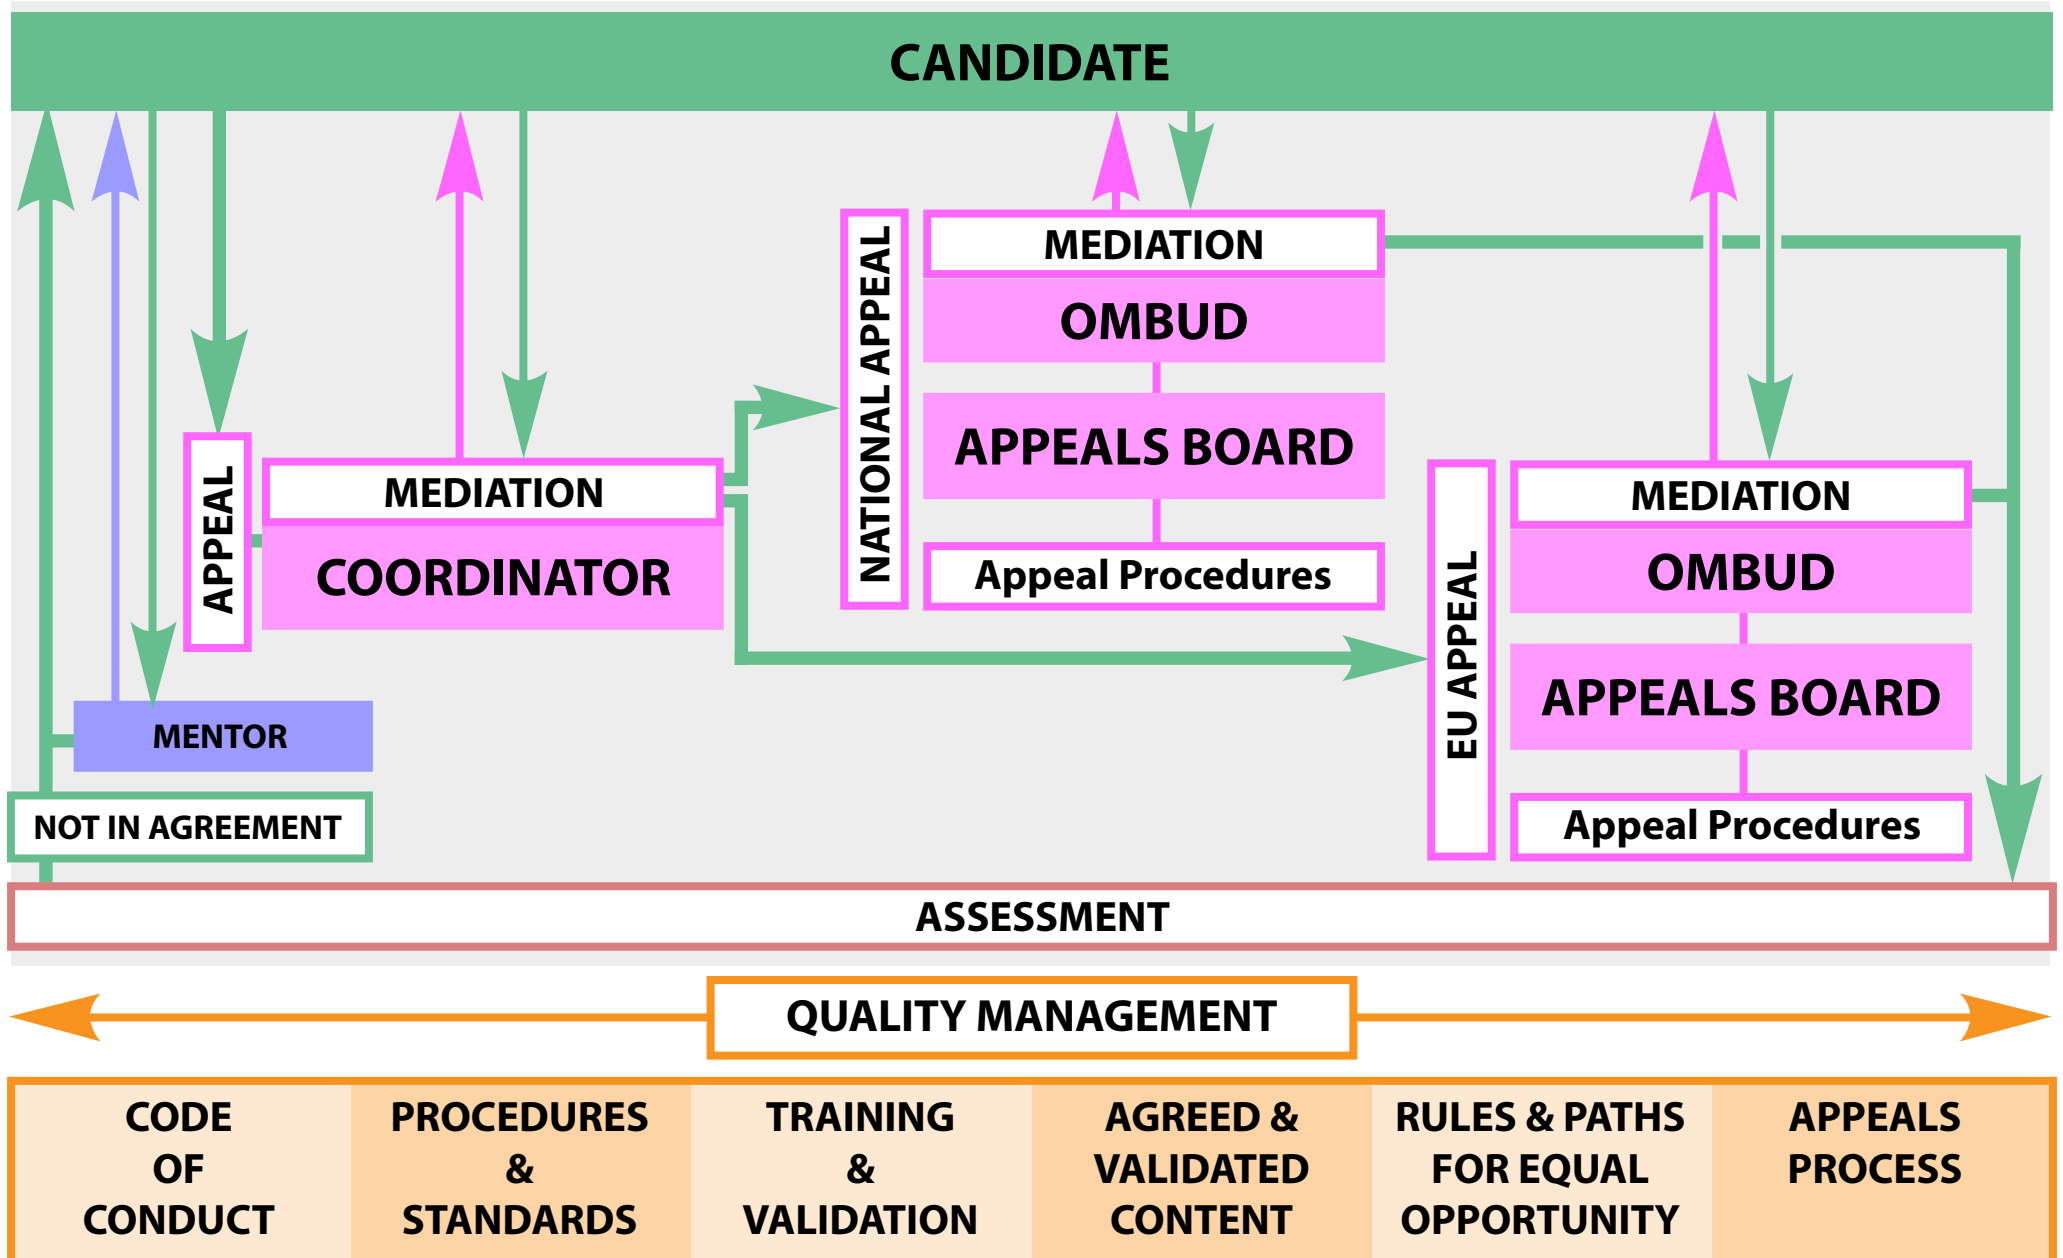 CANDIDATE
NATIONAL APPEAL
MEDIATION
OMBUD
APPEALS BOARD
Appeal Procedures
APPEAL
MEDIATION
COORDINATOR
EU APPEAL
MEDIATION
OMBUD
APPEALS BOARD
Appeal Procedures
MENTOR
NOT IN AGREEMENT
ASSESSMENT
QUALITY MANAGEMENT
CODE
OF
CONDUCT
PROCEDURES
&
STANDARDS
TRAINING
&
VALIDATION
AGREED &
VALIDATED
CONTENT
RULES & PATHS
FOR EQUAL
OPPORTUNITY
APPEALS
PROCESS